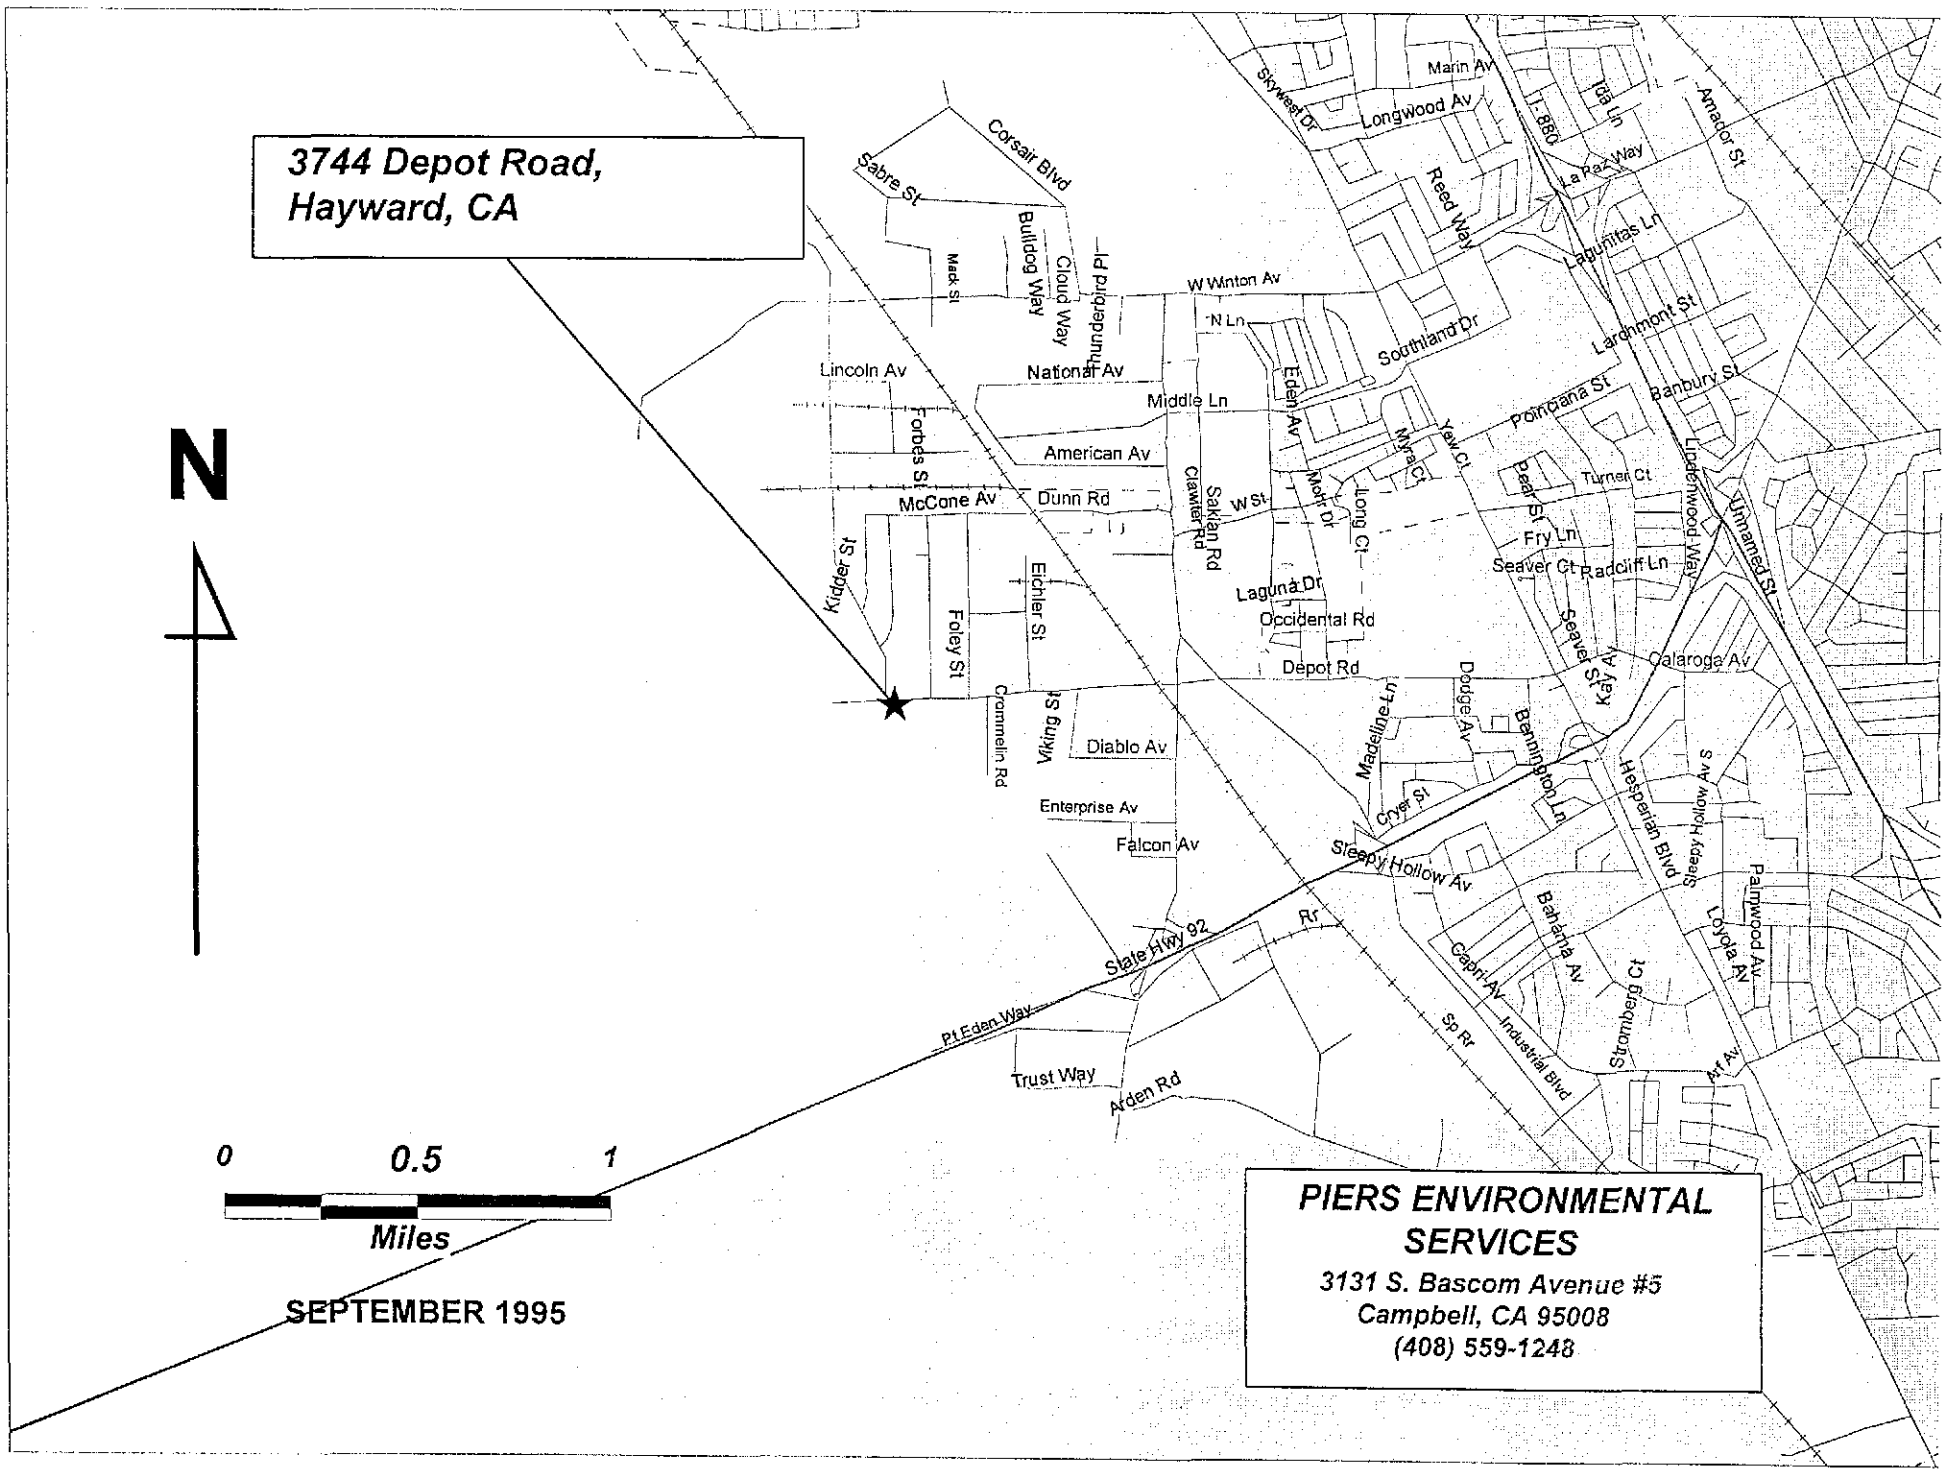 3744 Depot Road,
Hayward, CA
N
Marin Av
Longwood Av
Skywest Dr
I-880
Ida Ln
Amador St
La Paz Way
Reed Way
Lagunitas Ln
Corsair Blvd
Sabre St
Mack St
Bulldog Way
Cloud Way
Thunderbird Pl
W Winton Av
N Ln
Larchmont St
Southland Dr
Lincoln Av
National Av
Middle Ln
Eden Av
Poinciana St
Banbury St
Forbes St
American Av
Myra Ct
Yew Ct
Lindenwood Way
McCone Av
Dunn Rd
Clawiter Rd
Saklan Rd
W St
Mohr Dr
Long Ct
Pear St
Turner Ct
Unnamed St
Fry Ln
Seaver Ct
Radcliff Ln
Kidder St
Eichler St
Foley St
Laguna Dr
Occidental Rd
Depot Rd
Seaver St
Kay Av
Calaroga Av
Crommelin Rd
Viking St
Diablo Av
Madeline Ln
Dodge Av
Bennington Ln
Hesperian Blvd
Sleepy Hollow Av S
Enterprise Av
Falcon Av
Cryer St
Sleepy Hollow Av
Palmwood Av
Loyola Av
Bahama Av
Capri Av
Rr
State Hwy 92
Pt Eden Way
Stromberg Ct
Sp Rr
Industrial Blvd
Arf Av
Trust Way
Arden Rd
0 0.5 1
Miles
SEPTEMBER 1995
PIERS ENVIRONMENTAL
SERVICES
3131 S. Bascom Avenue #5
Campbell, CA 95008
(408) 559-1248